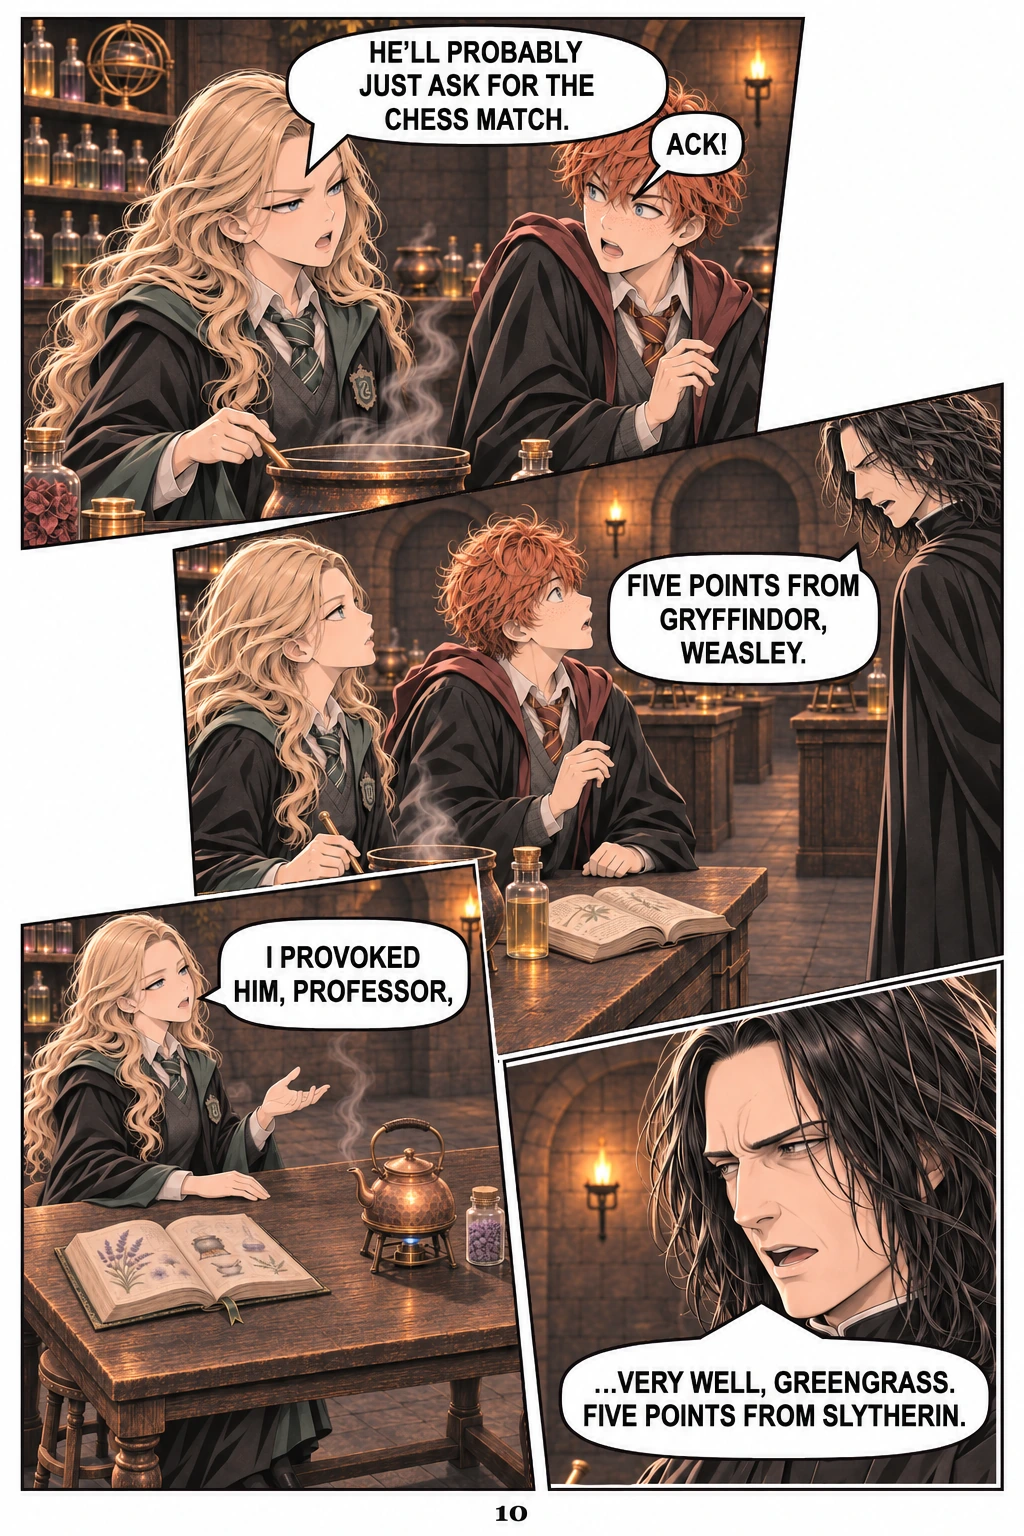 HE'LL PROBABLY
JUST ASK FOR THE
CHESS MATCH.
ACK!
FIVE POINTS FROM
GRYFFINDOR,
WEASLEY.
I PROVOKED
HIM, PROFESSOR,
...VERY WELL, GREENGRASS.
FIVE POINTS FROM SLYTHERIN.
10